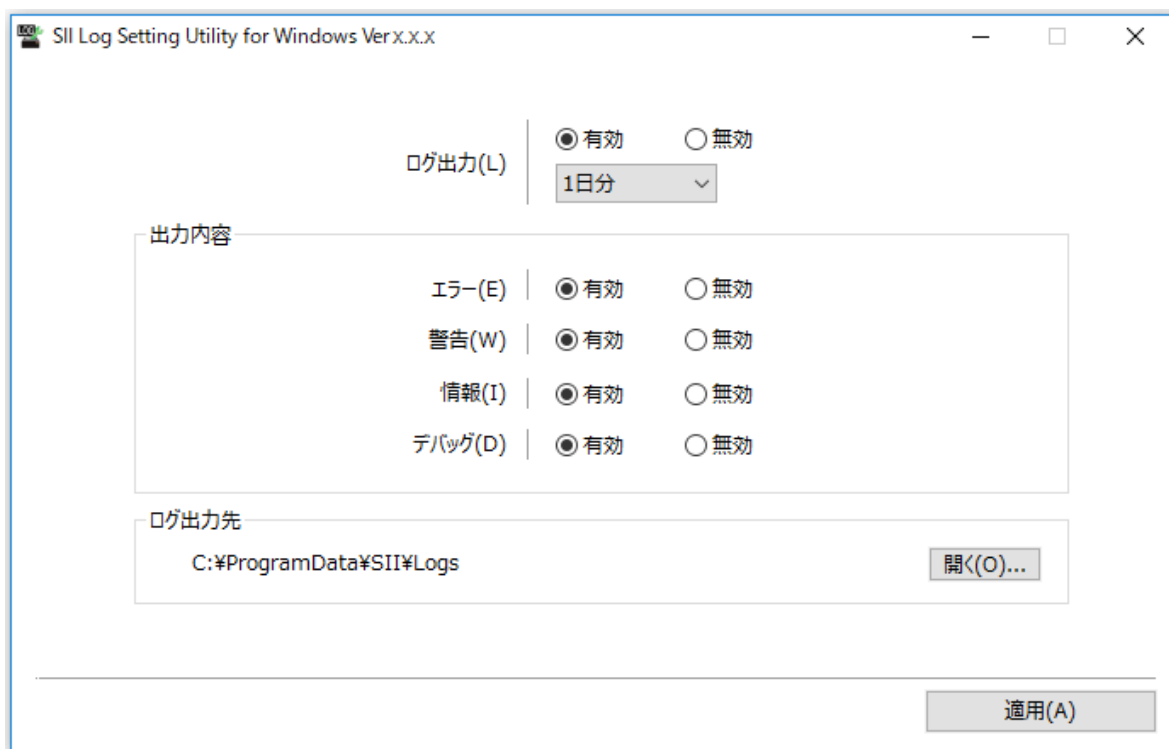 SII Log Setting Utility for Windows Ver x.x.x
ログ出力(L)
有効 無効
1日分
出力内容
エラー(E) 有効 無効
警告(W) 有効 無効
情報(I) 有効 無効
デバッグ(D) 有効 無効
ログ出力先
C:¥ProgramData¥SII¥Logs 開く(O)...
適用(A)